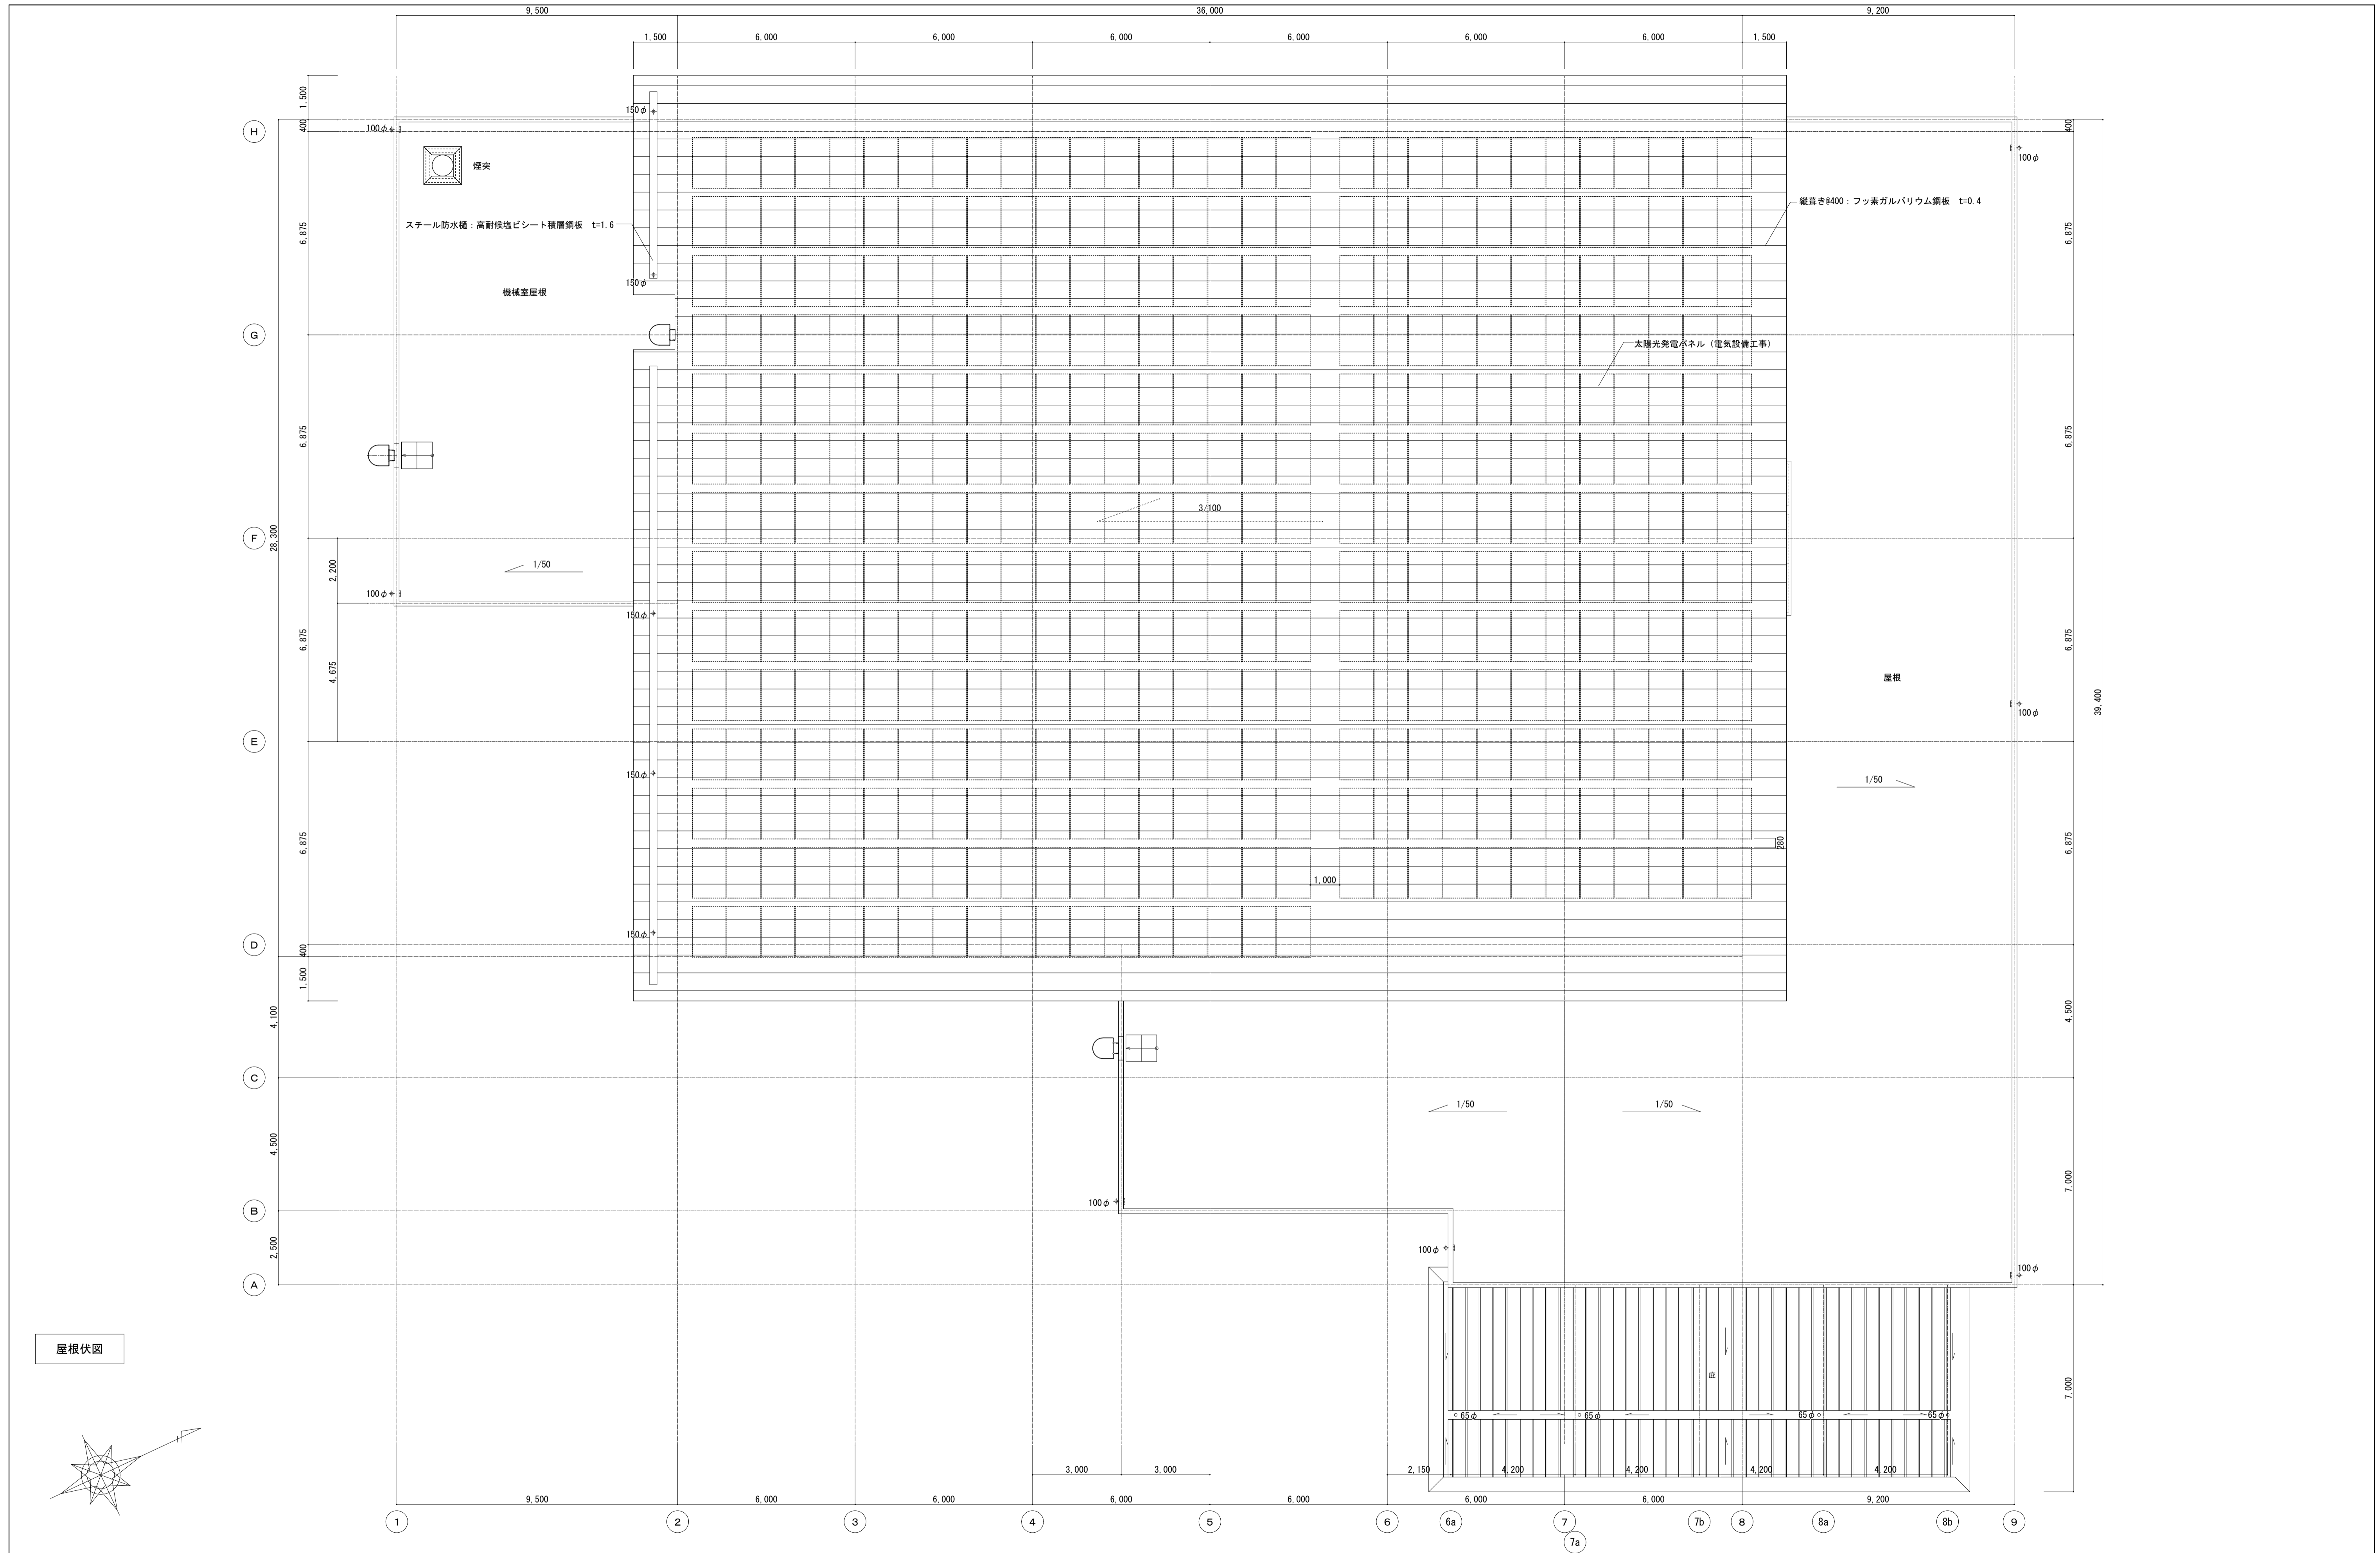 9,500 36,000 9,200
1,500 6,000 6,000 6,000 6,000 6,000 6,000 1,500
1,500
400
400
H
100φ
150φ
100φ
煙突
6,875
6,875
スチール防水樋：高耐候塩ビシート積層鋼板 t=1.6
縦葺き@400：フッ素ガルバリウム鋼板 t=0.4
150φ
機械室屋根
G
太陽光発電パネル（電気設備工事）
6,875
6,875
3/100
F
28,300
2,200
1/50
100φ
150φ
6,875
6,875
4,675
屋根
39,400
100φ
E
150φ
1/50
6,875
6,875
280
1,000
150φ
D
400
1,500
4,100
4,500
C
1/50
1/50
4,500
7,000
100φ
B
2,500
100φ
100φ
A
屋根伏図
庇
7,000
65φ 65φ 65φ 65φ
3,000 3,000 2,150 4,200 4,200 4,200 4,200
9,500 6,000 6,000 6,000 6,000 6,000 6,000 9,200
1 2 3 4 5 6 6a 7 7b 8 8a 8b 9
7a